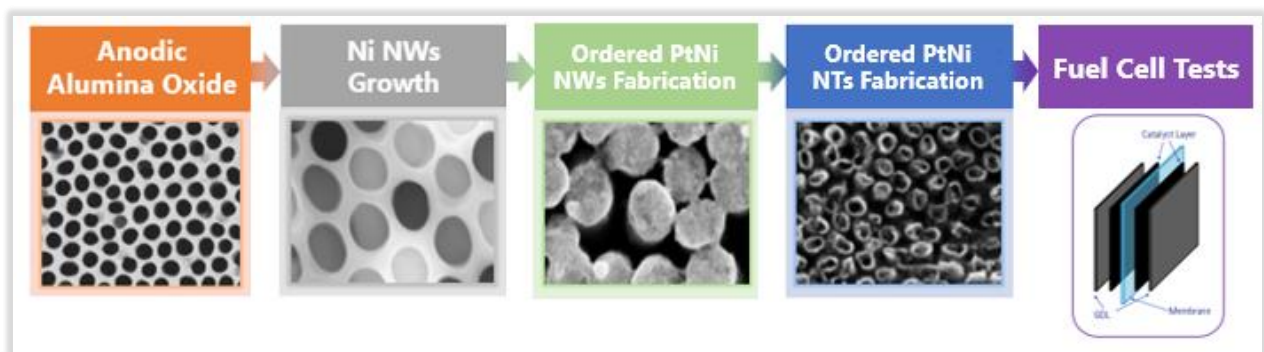 Anodic
Alumina Oxide
Ni NWs
Growth
Ordered PtNi
NWs Fabrication
Ordered PtNi
NTs Fabrication
Fuel Cell Tests
Catalyst Layer
GDL
Membrane